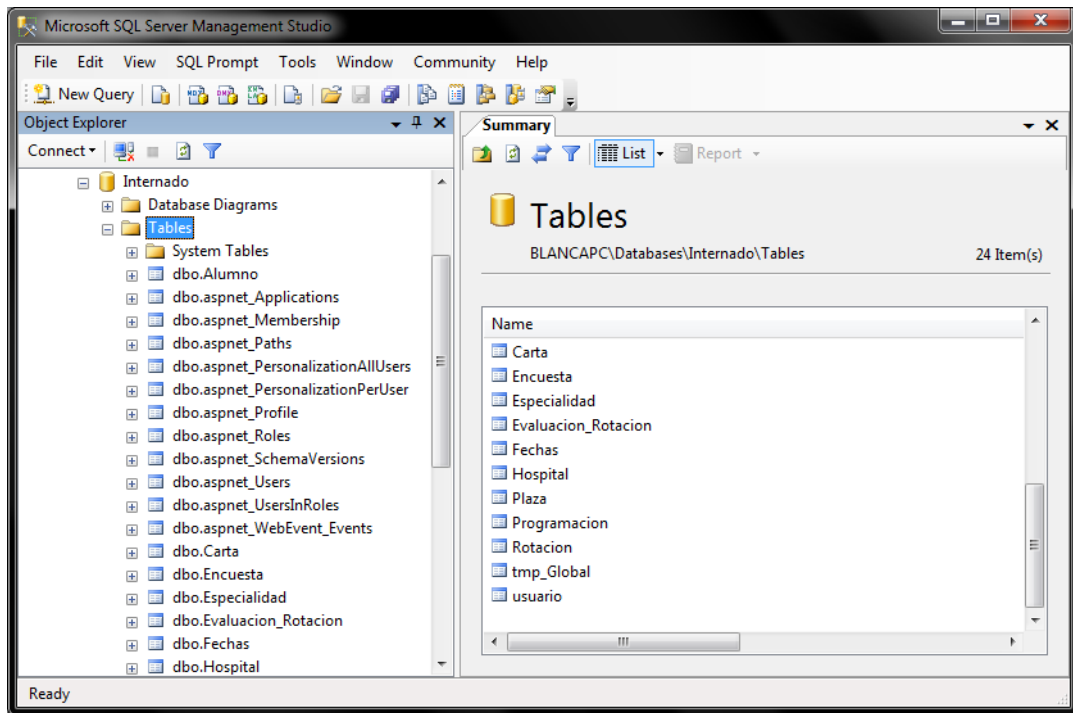 Microsoft SQL Server Management Studio
File Edit View SQL Prompt Tools Window Community Help
New Query
Object Explorer
Connect
Internado
Database Diagrams
Tables
System Tables
dbo.Alumno
dbo.aspnet_Applications
dbo.aspnet_Membership
dbo.aspnet_Paths
dbo.aspnet_PersonalizationAllUsers
dbo.aspnet_PersonalizationPerUser
dbo.aspnet_Profile
dbo.aspnet_Roles
dbo.aspnet_SchemaVersions
dbo.aspnet_Users
dbo.aspnet_UsersInRoles
dbo.aspnet_WebEvent_Events
dbo.Carta
dbo.Encuesta
dbo.Especialidad
dbo.Evaluacion_Rotacion
dbo.Fechas
dbo.Hospital
Summary
List Report
Tables
BLANCAPC\Databases\Internado\Tables 24 Item(s)
Name
Carta
Encuesta
Especialidad
Evaluacion_Rotacion
Fechas
Hospital
Plaza
Programacion
Rotacion
tmp_Global
usuario
Ready